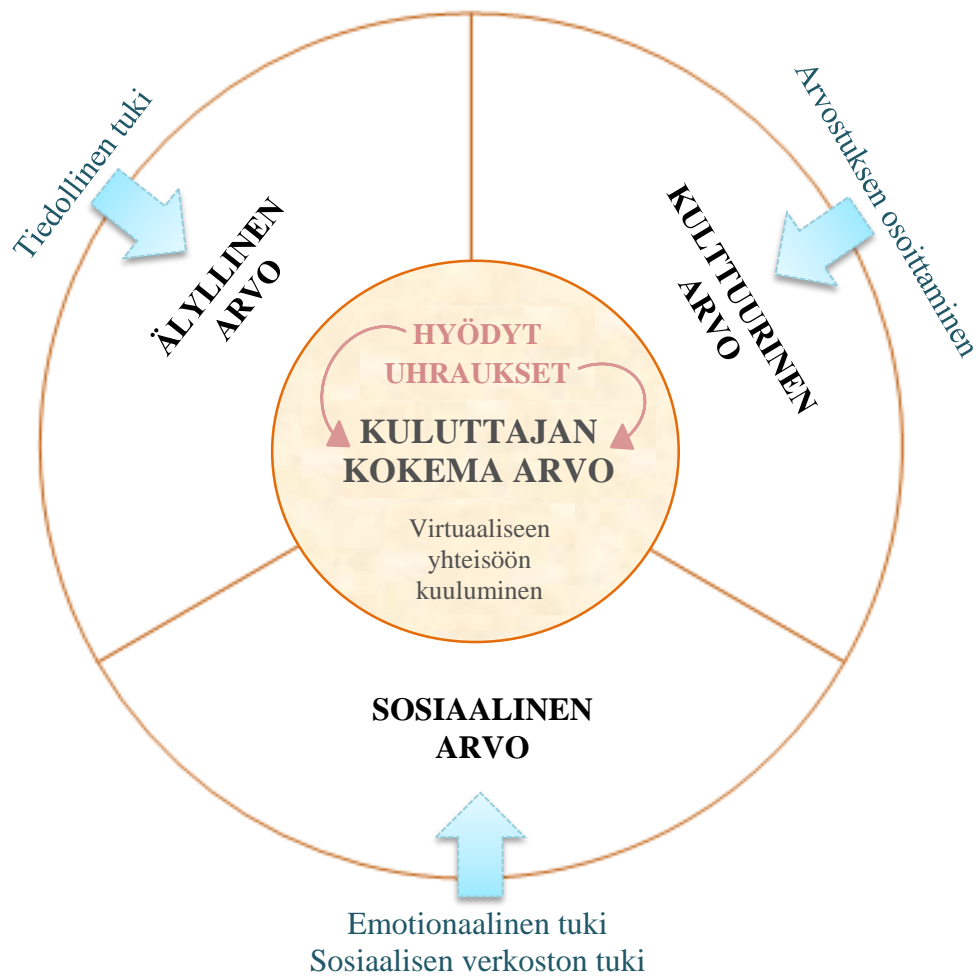 Tiedollinen tuki
Arvostuksen osoittaminen
ÄLYLLINEN
ARVO
KULTTUURINEN
ARVO
HYÖDYT
UHRAUKSET
KULUTTAJAN
KOKEMA ARVO
Virtuaaliseen
yhteisöön
kuuluminen
SOSIAALINEN
ARVO
Emotionaalinen tuki
Sosiaalisen verkoston tuki